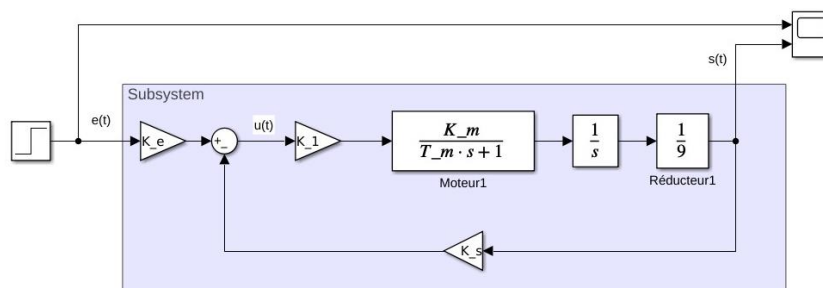 s(t)
Subsystem
e(t)
K_e
+_
u(t)
K_1
K_m
T_m · s + 1
Moteur1
1
s
1
9
Réducteur1
K_s